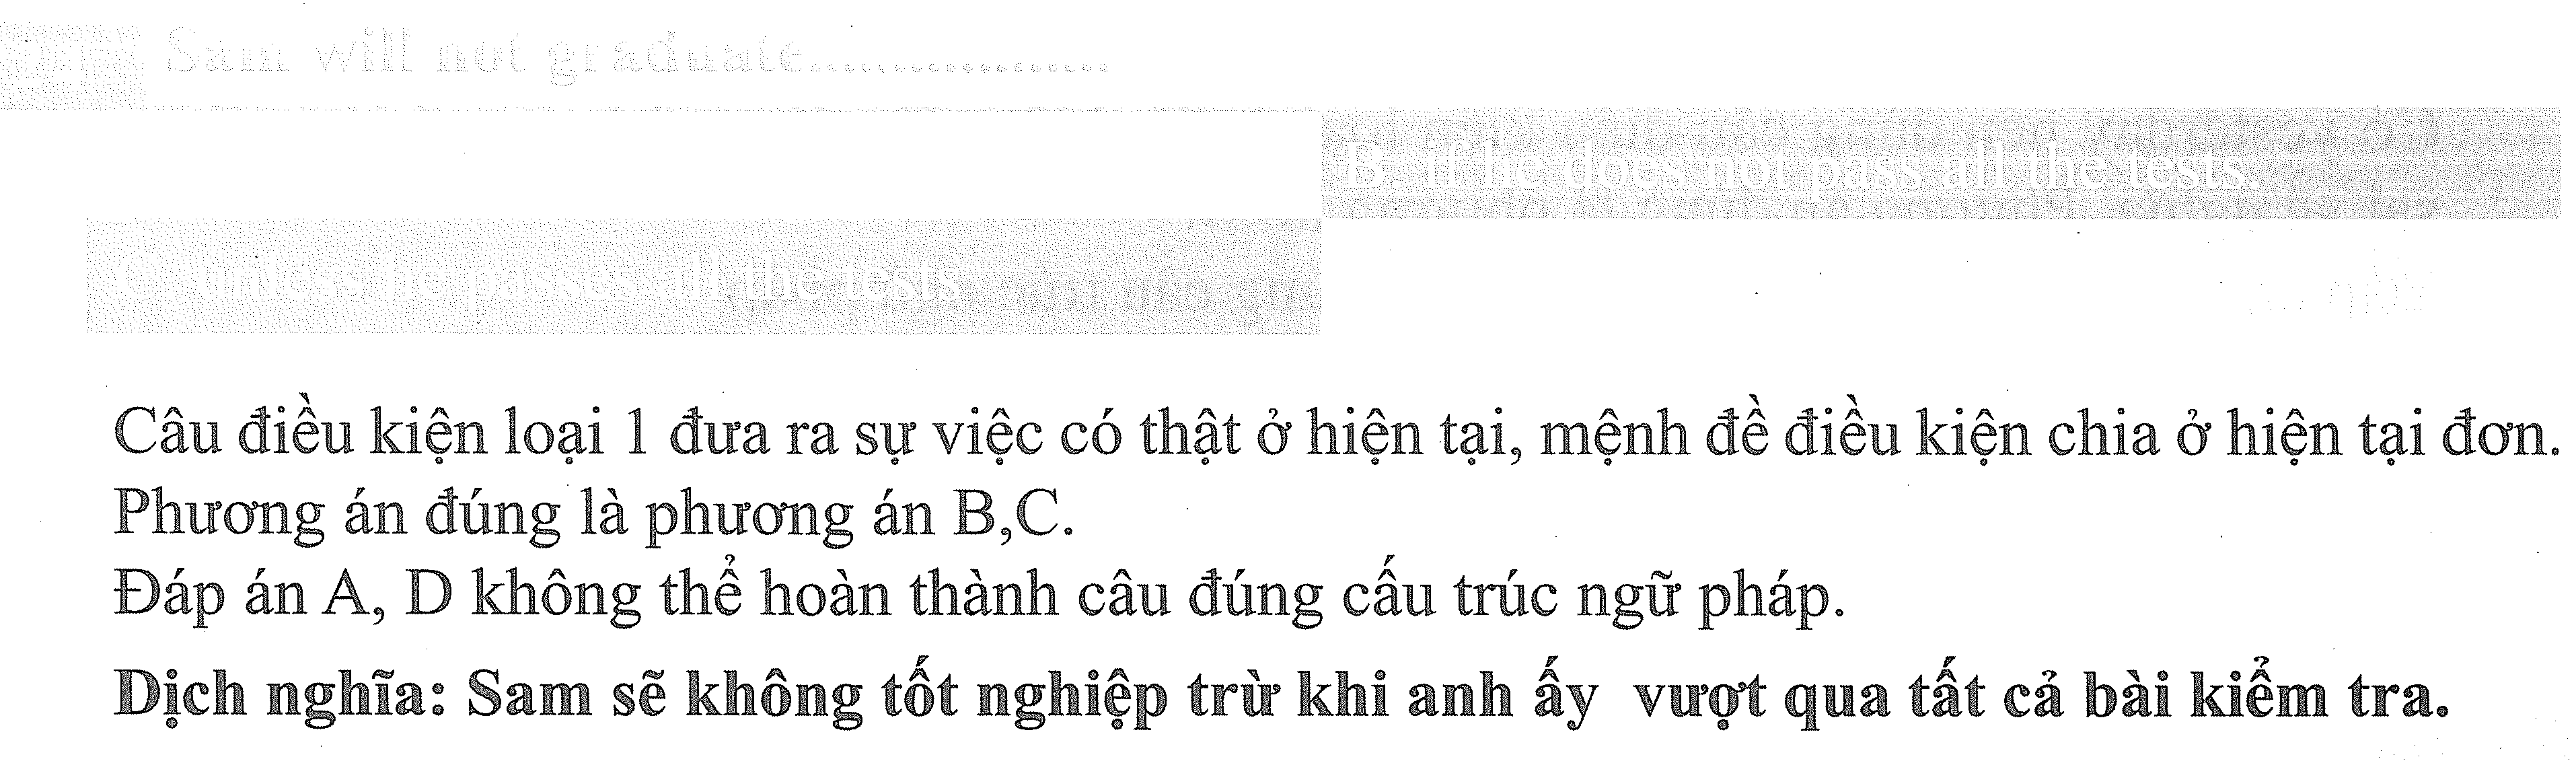 Sam will not graduate...................
B. if he does not pass all the tests.
C. unless he passes all the tests
Câu điều kiện loại 1 đưa ra sự việc có thật ở hiện tại, mệnh đề điều kiện chia ở hiện tại đơn.
Phương án đúng là phương án B,C.
Đáp án A, D không thể hoàn thành câu đúng cấu trúc ngữ pháp.
Dịch nghĩa: Sam sẽ không tốt nghiệp trừ khi anh ấy vượt qua tất cả bài kiểm tra.